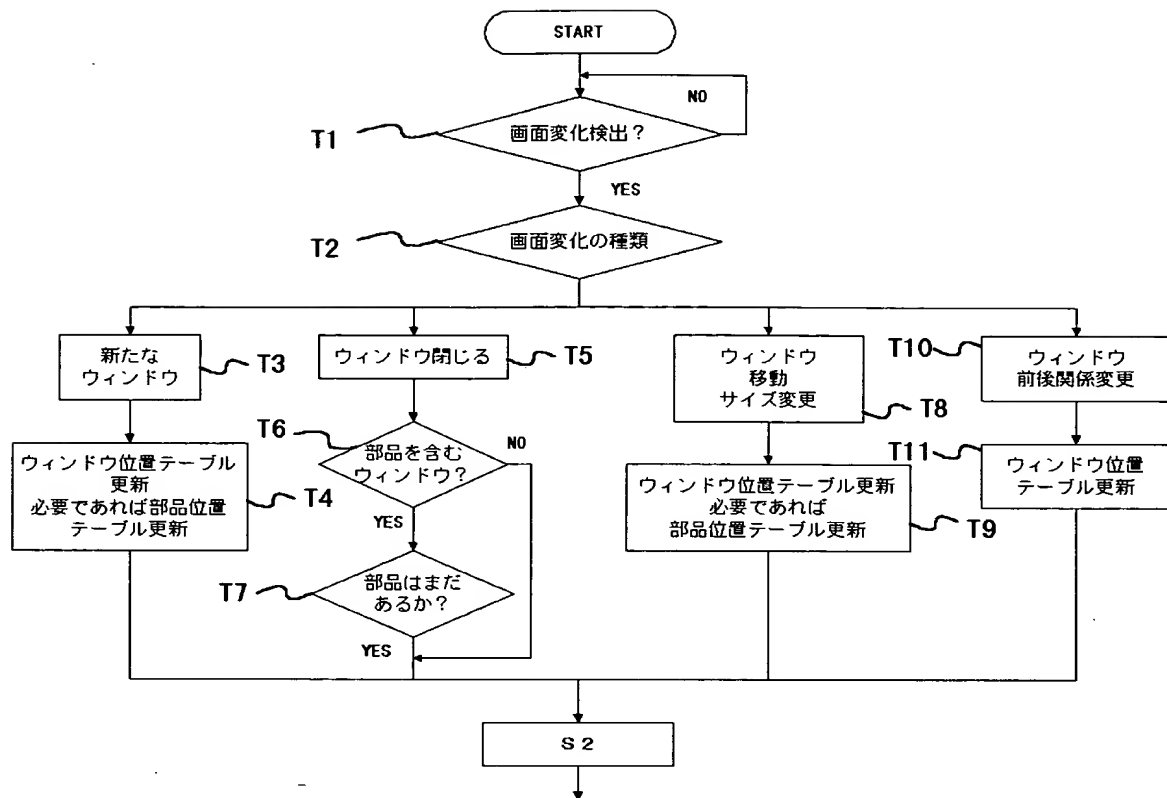 START
NO
T1
画面変化検出？
YES
T2
画面変化の種類
新たな
ウィンドウ
T3
ウィンドウ閉じる
T5
ウィンドウ
移動
サイズ変更
T8
T10
ウィンドウ
前後関係変更
ウィンドウ位置テーブル
更新
必要であれば部品位置
テーブル更新
T4
T6
部品を含む
ウィンドウ？
NO
YES
ウィンドウ位置テーブル更新
必要であれば
部品位置テーブル更新
T9
T11
ウィンドウ位置
テーブル更新
T7
部品はまだ
あるか？
YES
S2